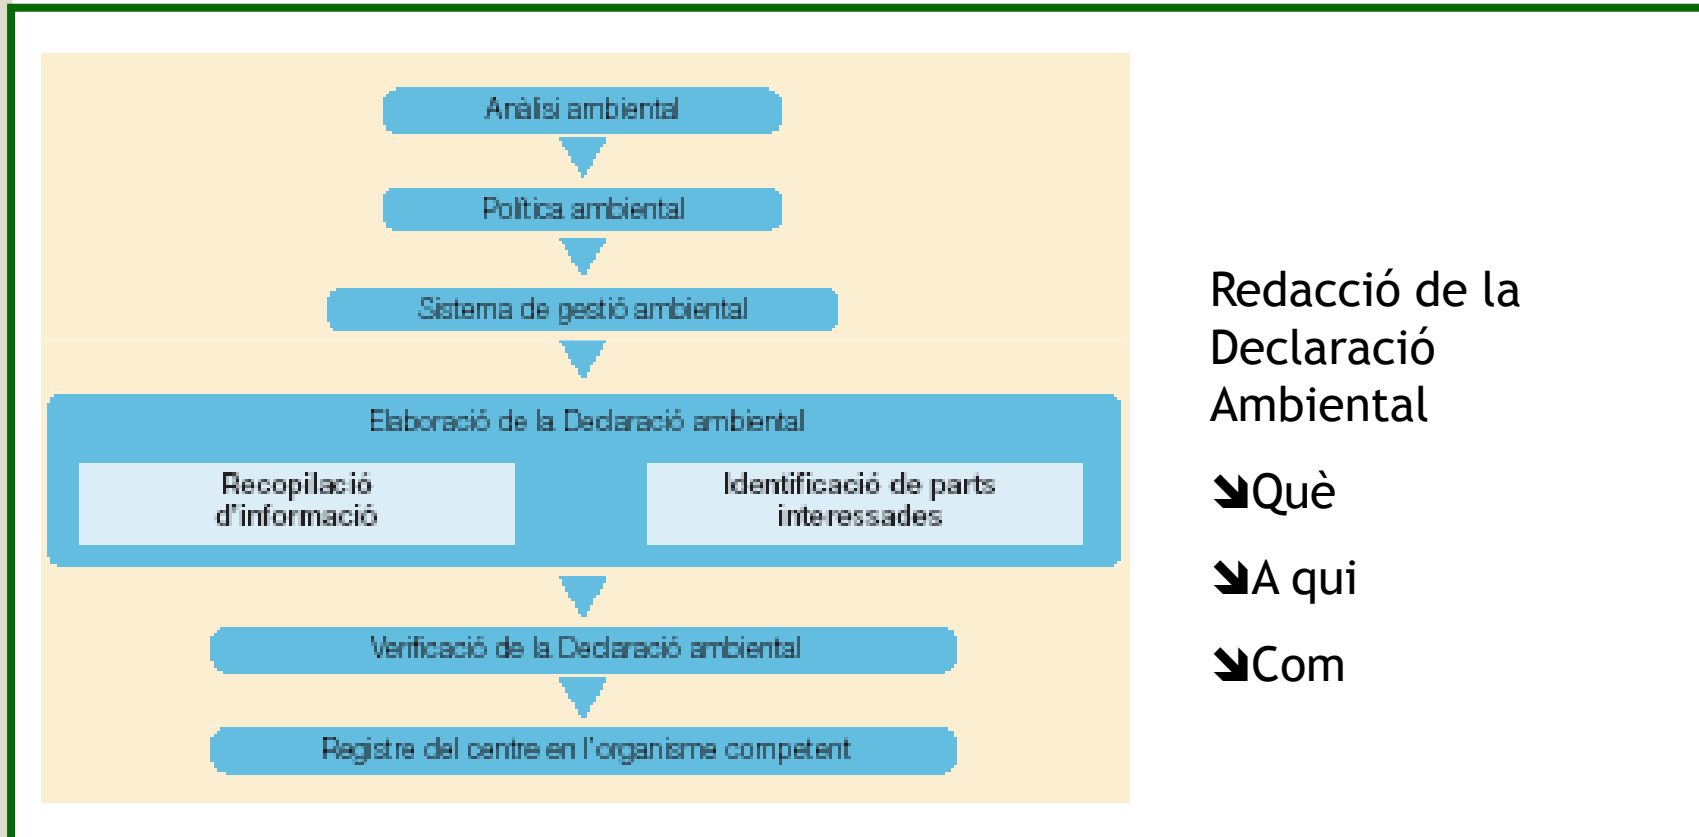 Anàlisi ambiental
Política ambiental
Sistema de gestió ambiental
Elaboració de la Declaració ambiental
Recopilació
d'informació
Identificació de parts
interessades
Verificació de la Declaració ambiental
Registre del centre en l'organisme competent
Redacció de la
Declaració
Ambiental
Què
A qui
Com